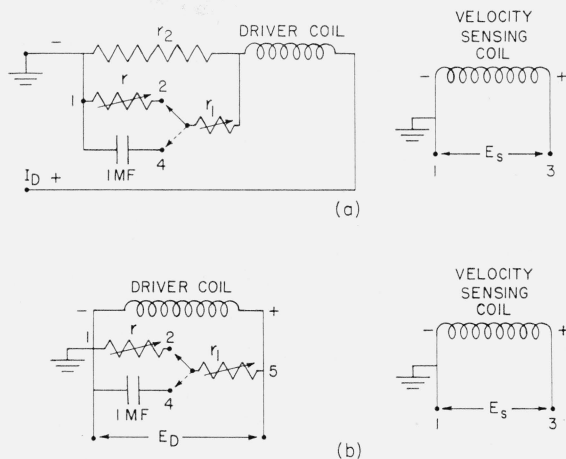 DRIVER COIL
VELOCITY
SENSING
COIL
r2
-
r
2
1
r1
4
1MF
ID +
- +
ES
1 3
(a)
DRIVER COIL
VELOCITY
SENSING
COIL
- +
1
r
2
r1
5
4
1MF
ED
- +
ES
1 3
(b)